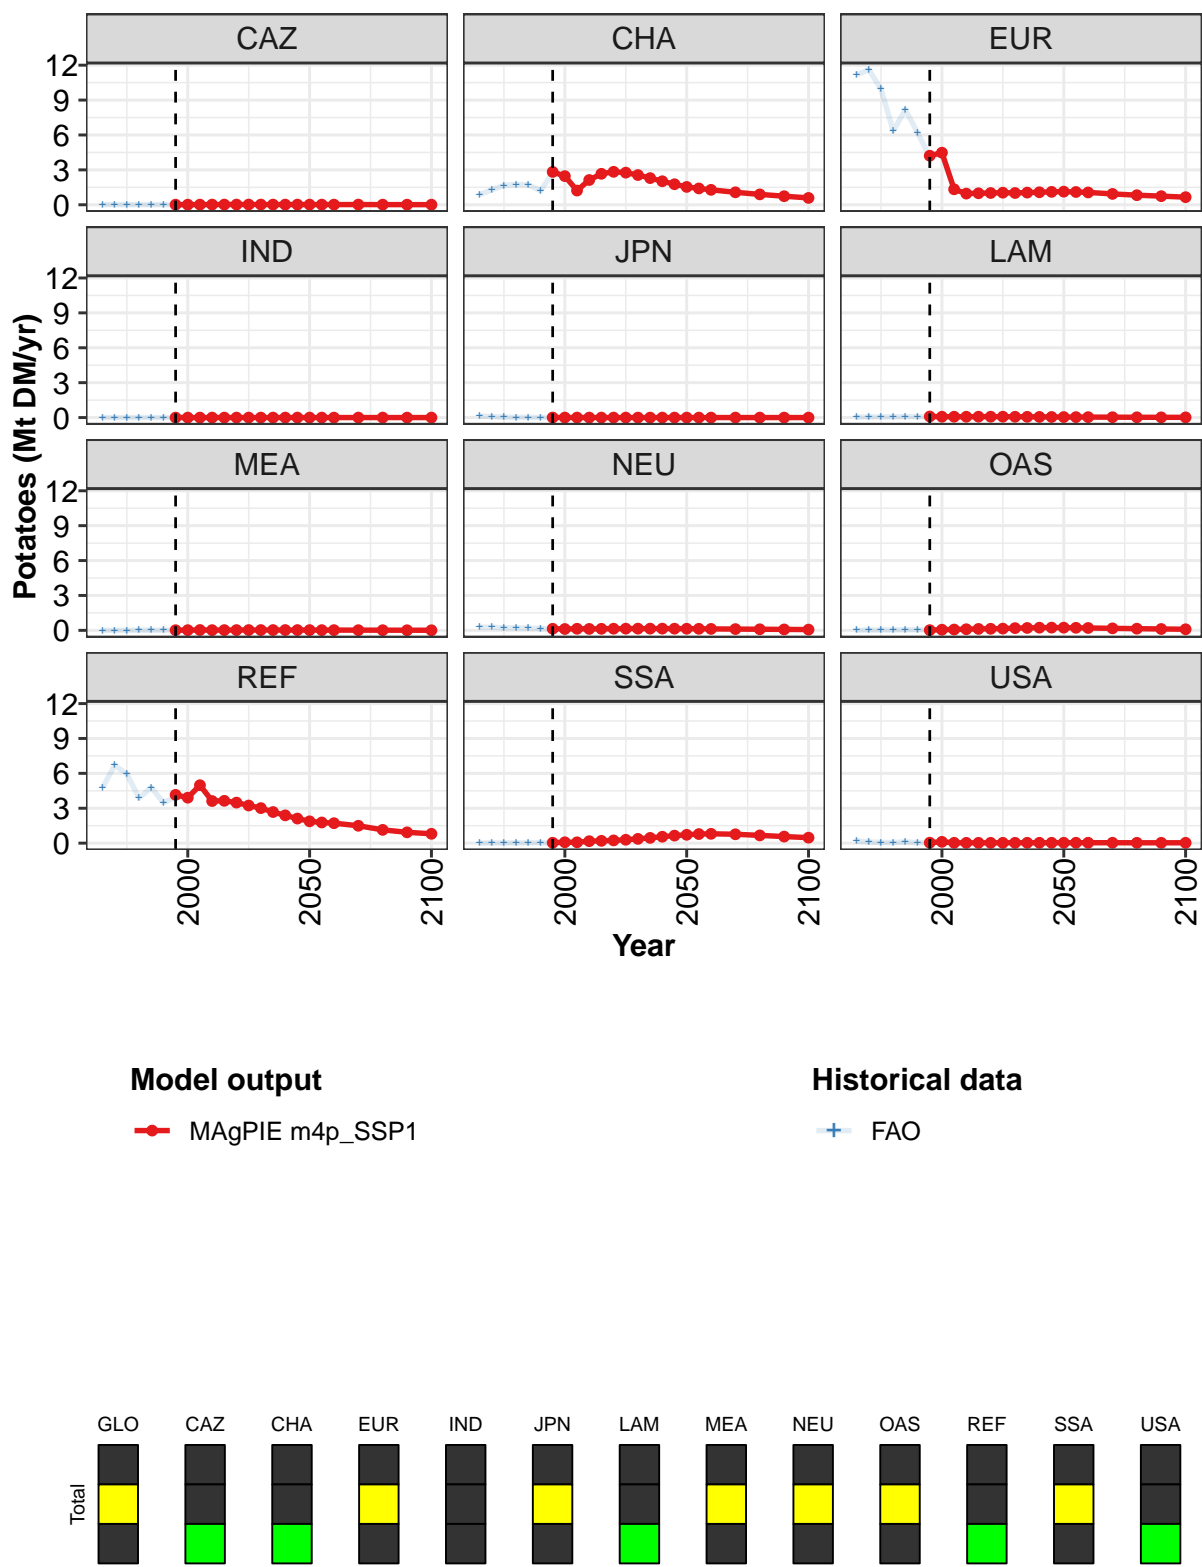 CAZ CHA EUR
12
9
6
3
0
IND JPN LAM
12
9
6
3
0
MEA NEU OAS
12
9
6
3
0
REF SSA USA
12
9
6
3
0
Potatoes (Mt DM/yr)
2000 2050 2100 2000 2050 2100 2000 2050 2100
Year
Model output Historical data
MAgPIE m4p_SSP1 FAO
GLO CAZ CHA EUR IND JPN LAM MEA NEU OAS REF SSA USA
Total